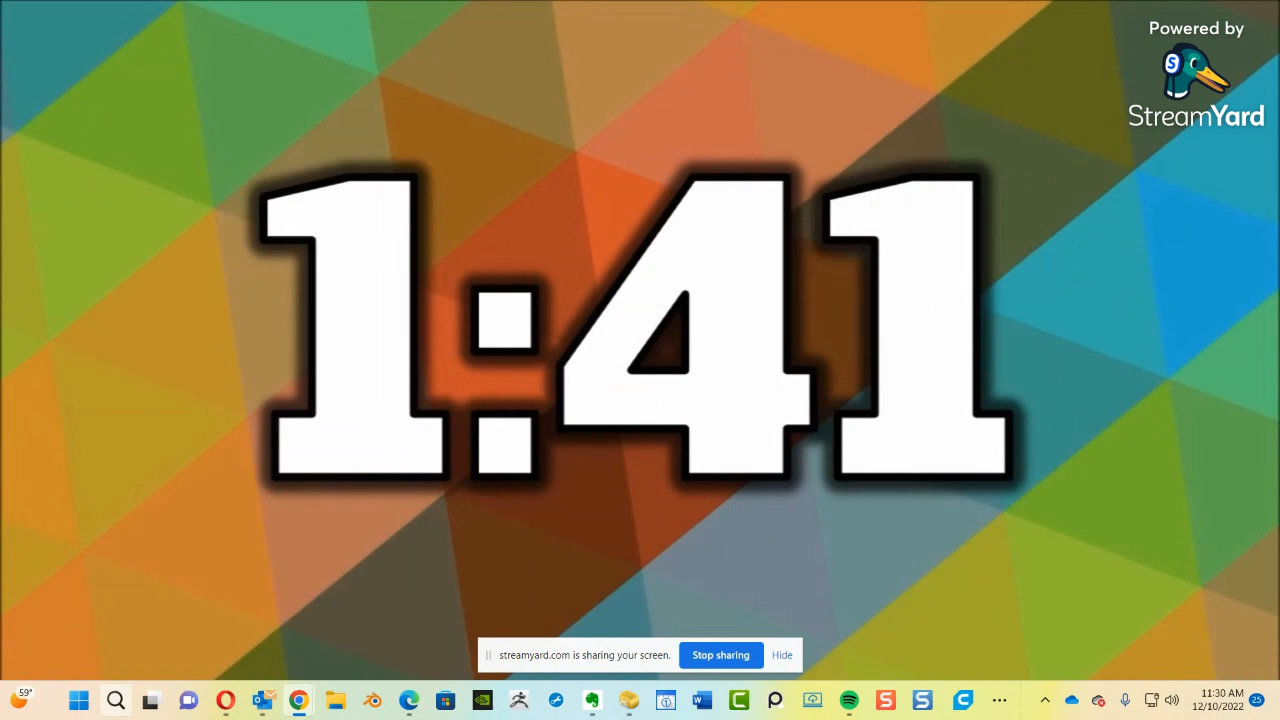 Powered by
S
StreamYard
1:41
streamyard.com is sharing your screen. Stop sharing Hide
59°
11:30 AM
12/10/2022
25